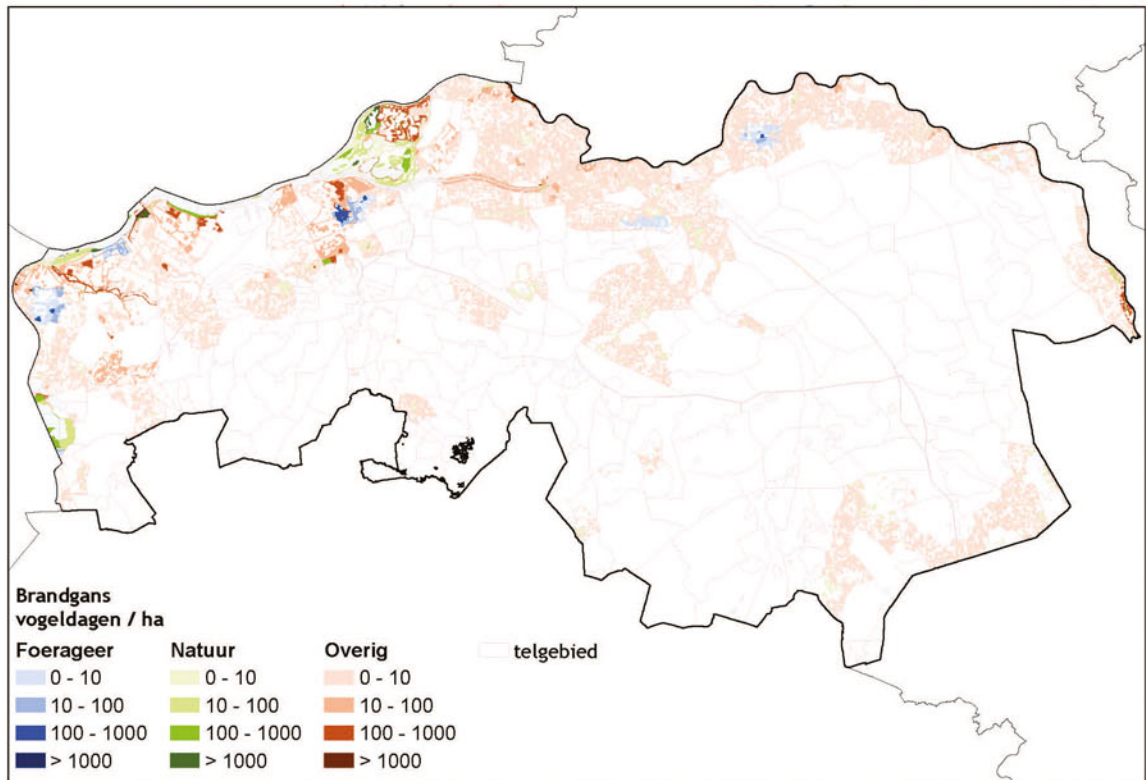 Brandgans
vogeldagen / ha
Foerageer Natuur Overig telgebied
0 - 10 0 - 10 0 - 10
10 - 100 10 - 100 10 - 100
100 - 1000 100 - 1000 100 - 1000
> 1000 > 1000 > 1000